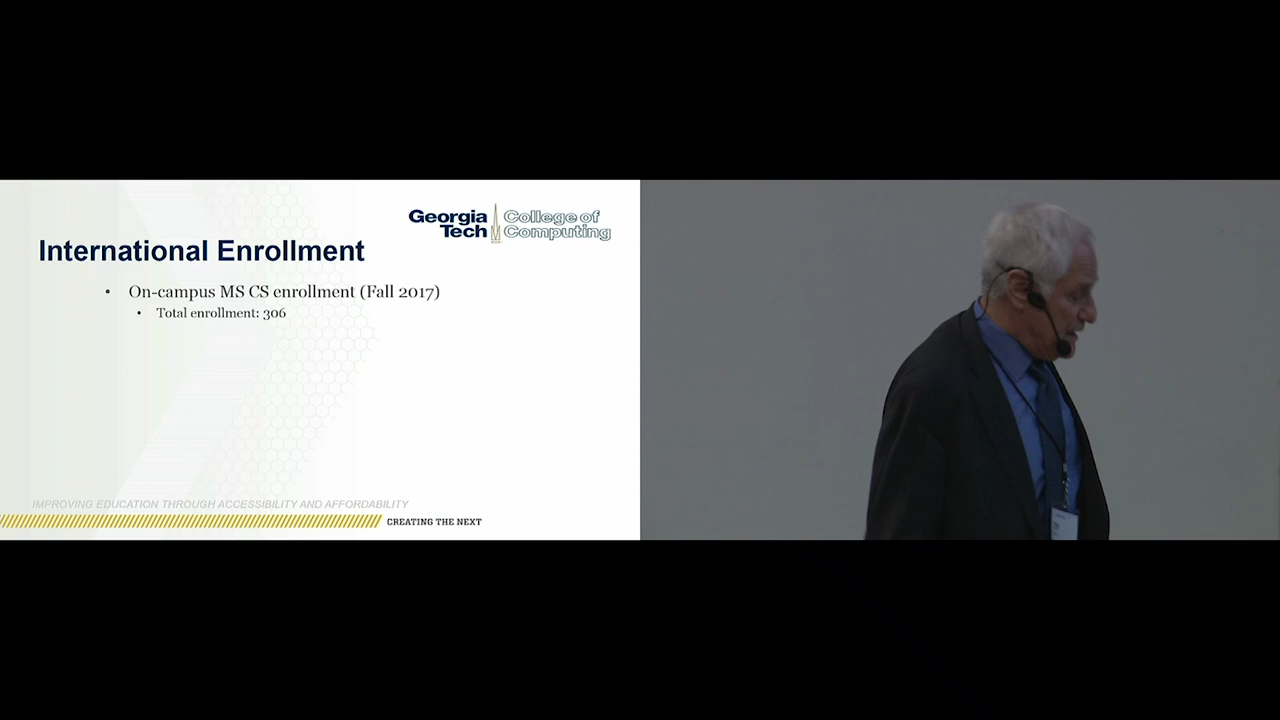 Georgia Tech
College of Computing
International Enrollment
• On-campus MS CS enrollment (Fall 2017)
• Total enrollment: 306
IMPROVING EDUCATION THROUGH ACCESSIBILITY AND AFFORDABILITY
CREATING THE NEXT